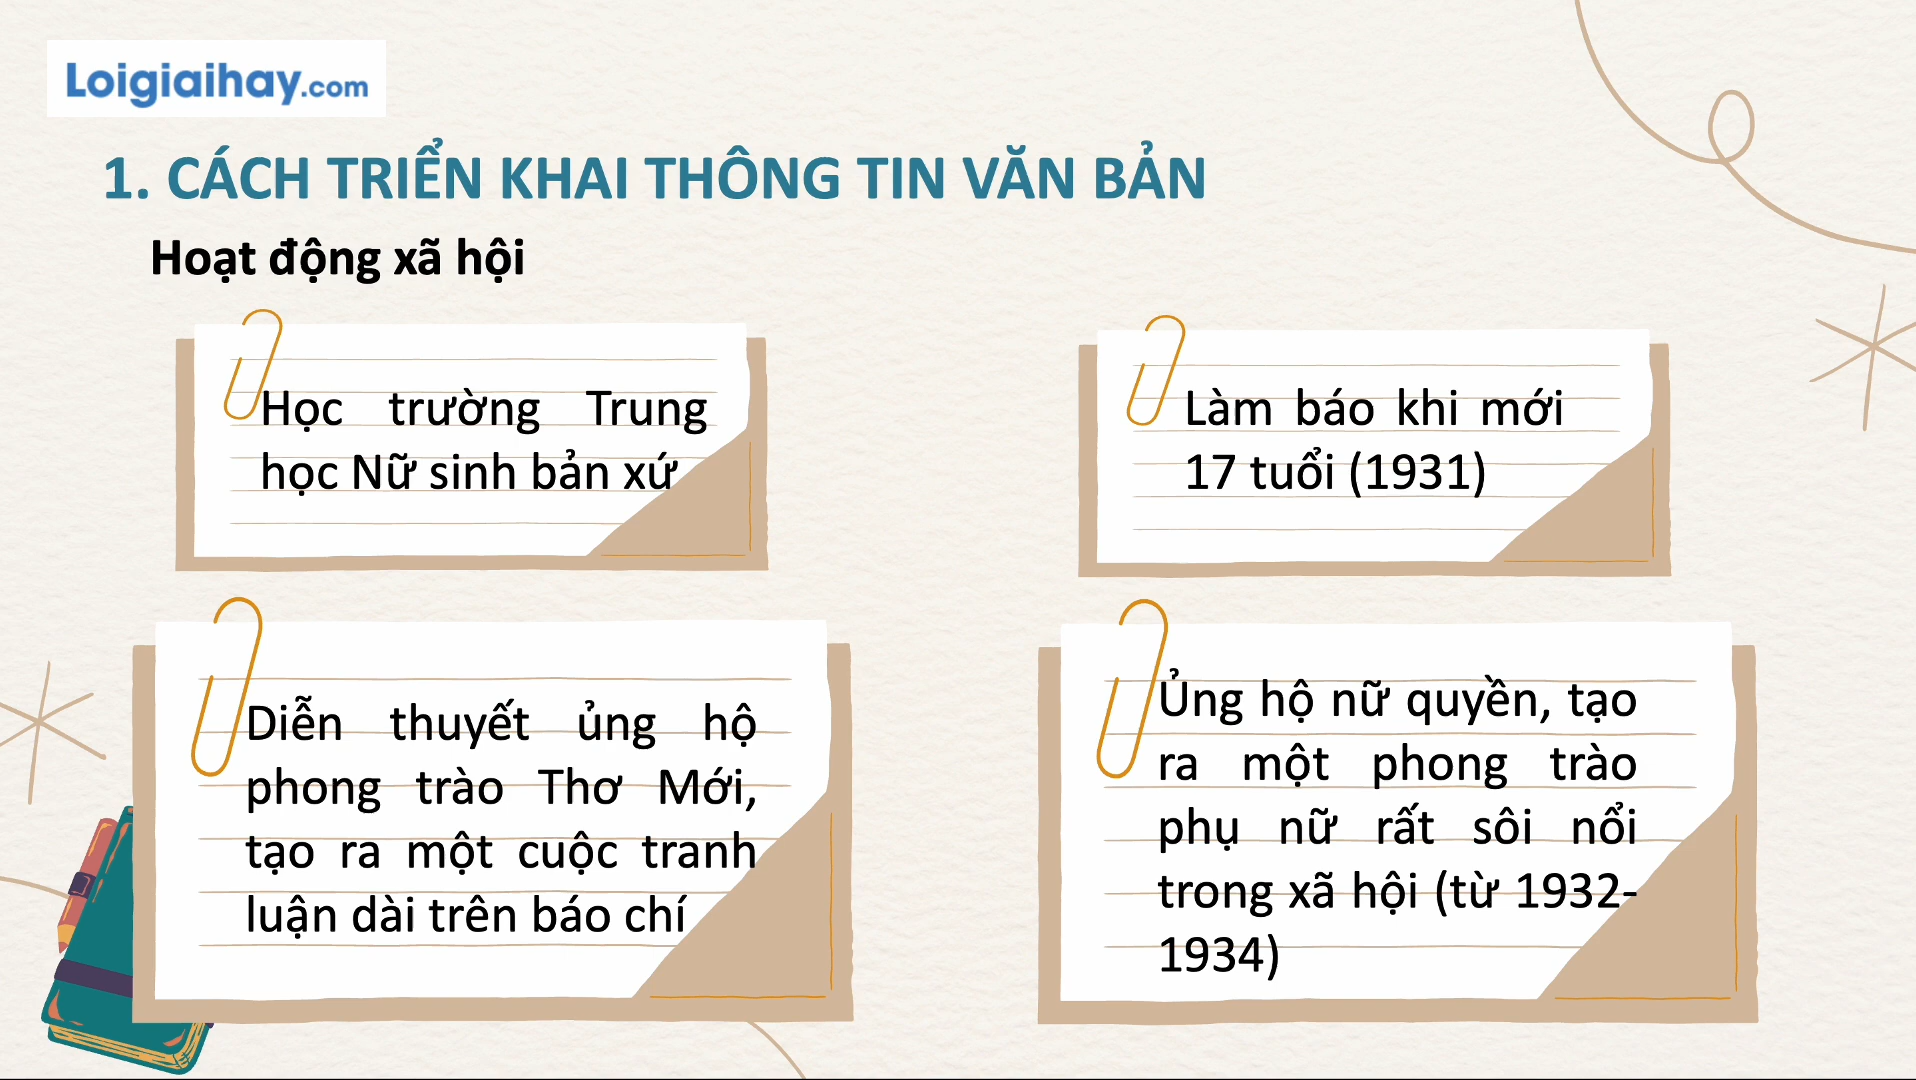 Loigiaihay.com
1. CÁCH TRIỂN KHAI THÔNG TIN VĂN BẢN
Hoạt động xã hội
Học trường Trung
học Nữ sinh bản xứ
Làm báo khi mới
17 tuổi (1931)
Diễn thuyết ủng hộ
phong trào Thơ Mới,
tạo ra một cuộc tranh
luận dài trên báo chí
Ủng hộ nữ quyền, tạo
ra một phong trào
phụ nữ rất sôi nổi
trong xã hội (từ 1932-
1934)